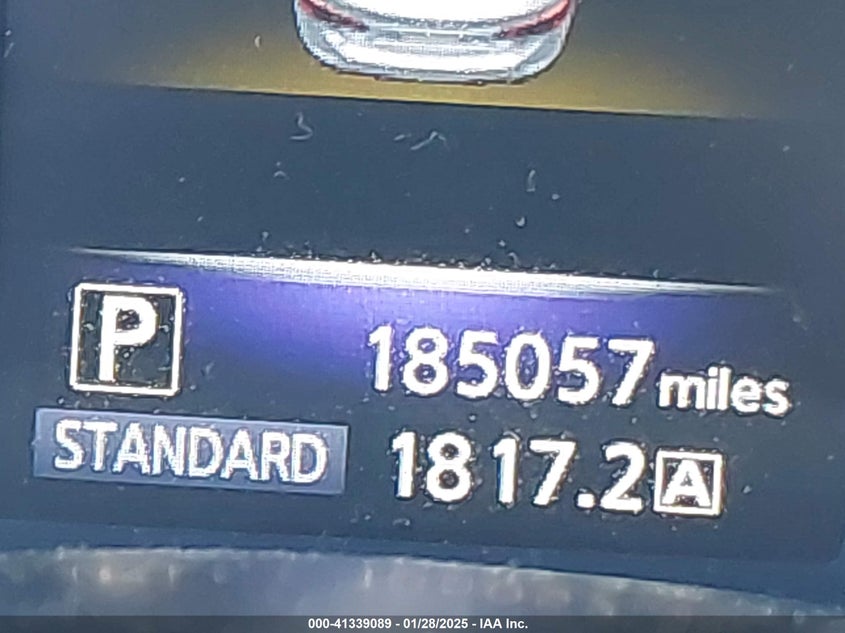 P
185057 miles
STANDARD
1817.2 A
000-41339089 - 01/28/2025 - IAA Inc.